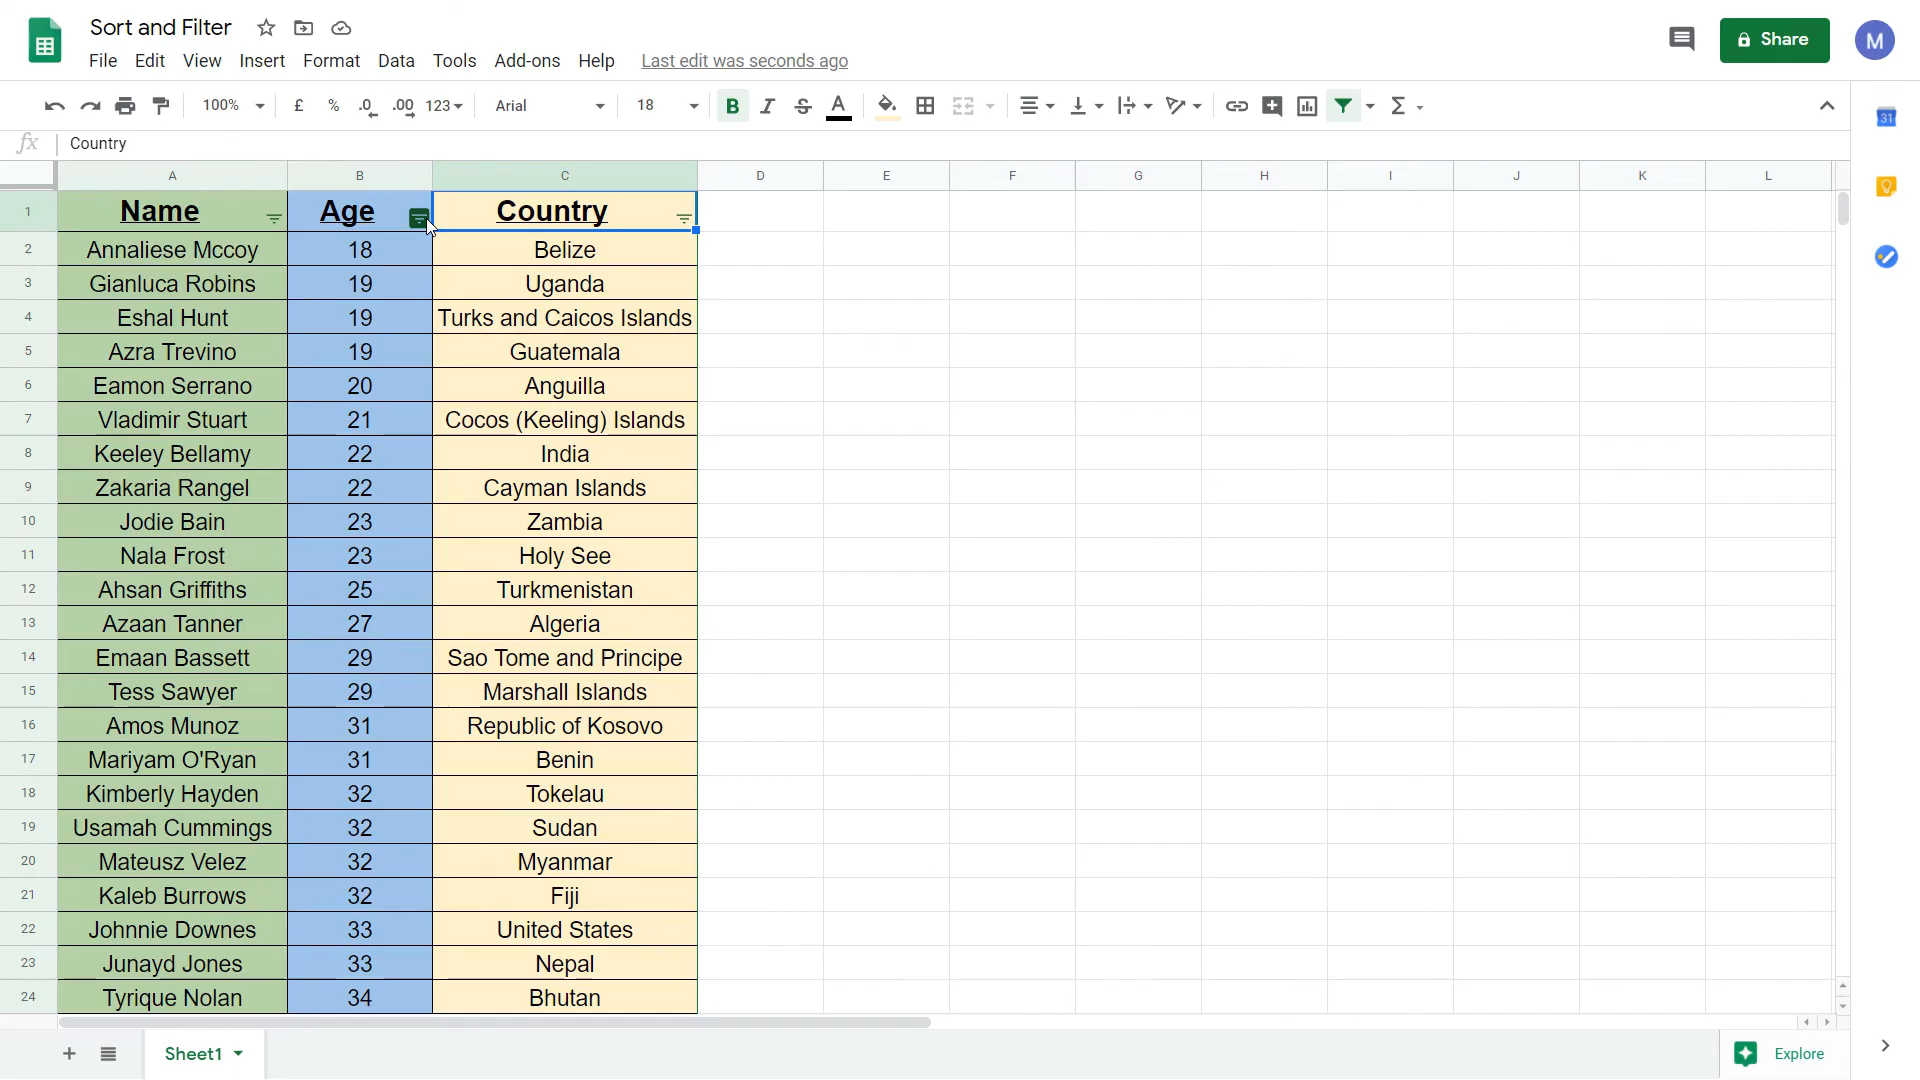 Sort and Filter
File Edit View Insert Format Data Tools Add-ons Help Last edit was seconds ago
Share
M
100% £ % .0 .00 123 Arial 18 B I S A Σ
31
fx Country
A B C D E F G H I J K L
1 Name Age Country
2 Annaliese Mccoy 18 Belize
3 Gianluca Robins 19 Uganda
4 Eshal Hunt 19 Turks and Caicos Islands
5 Azra Trevino 19 Guatemala
6 Eamon Serrano 20 Anguilla
7 Vladimir Stuart 21 Cocos (Keeling) Islands
8 Keeley Bellamy 22 India
9 Zakaria Rangel 22 Cayman Islands
10 Jodie Bain 23 Zambia
11 Nala Frost 23 Holy See
12 Ahsan Griffiths 25 Turkmenistan
13 Azaan Tanner 27 Algeria
14 Emaan Bassett 29 Sao Tome and Principe
15 Tess Sawyer 29 Marshall Islands
16 Amos Munoz 31 Republic of Kosovo
17 Mariyam O'Ryan 31 Benin
18 Kimberly Hayden 32 Tokelau
19 Usamah Cummings 32 Sudan
20 Mateusz Velez 32 Myanmar
21 Kaleb Burrows 32 Fiji
22 Johnnie Downes 33 United States
23 Junayd Jones 33 Nepal
24 Tyrique Nolan 34 Bhutan
Sheet1
Explore